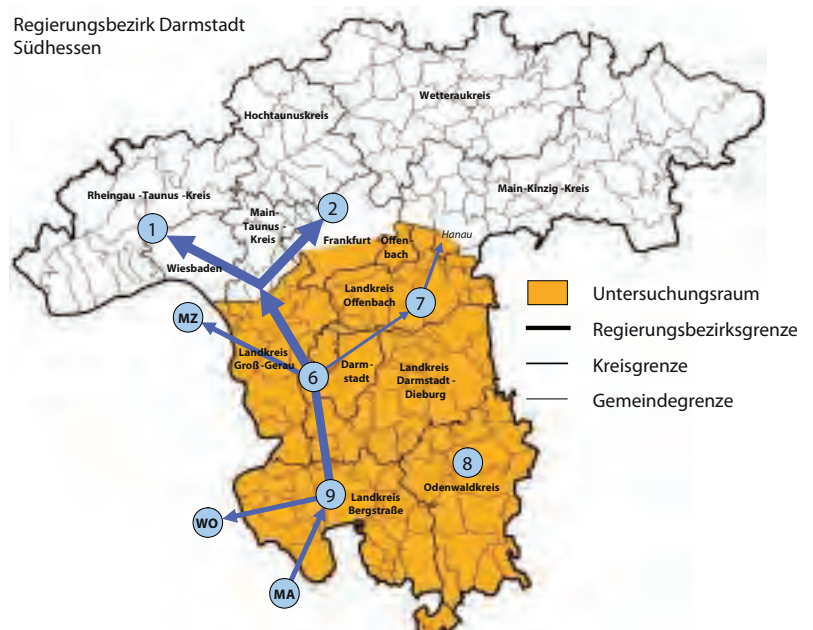 Regierungsbezirk Darmstadt
Südhessen
Wetteraukreis
Hochtaunuskreis
Main-Kinzig -Kreis
Rheingau -Taunus -Kreis
2
Main-
Taunus -
Kreis
1
Hanau
Frankfurt
Offen-
bach
Wiesbaden
Landkreis
Offenbach
7
MZ
Untersuchungsraum
Regierungsbezirksgrenze
Kreisgrenze
Gemeindegrenze
Landkreis
Groß -Gerau
6
Darm-
stadt
Landkreis
Darmstadt -
Dieburg
8
Odenwaldkreis
9
Landkreis
Bergstraße
WO
MA